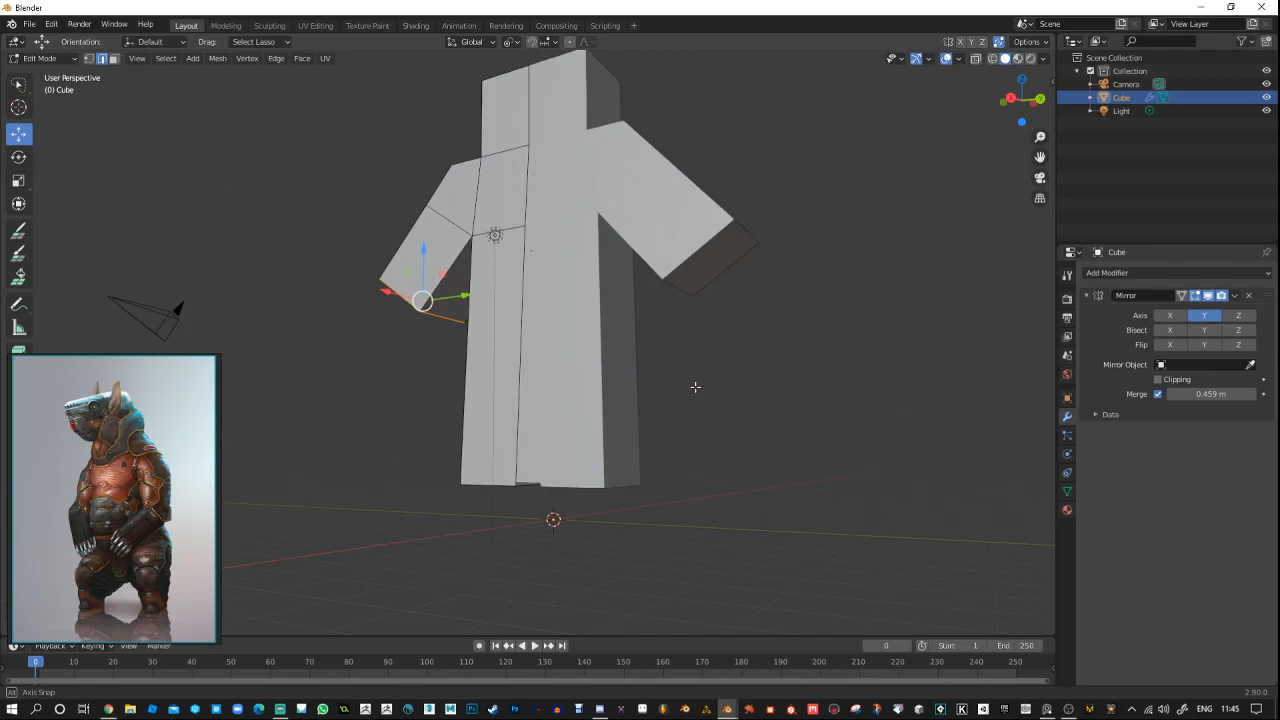 Blender
File Edit Render Window Help Layout Modeling Sculpting UV Editing Texture Paint Shading Animation Rendering Compositing Scripting + Scene View Layer
Orientation: Default Drag: Select Lasso Global X Y Z Options
Edit Mode View Select Add Mesh Vertex Edge Face UV
User Perspective
(0) Cube
Scene Collection
Collection
Camera
Cube
Light
Z
X Y
Cube
Add Modifier
Mirror
Axis X Y Z
Bisect X Y Z
Flip X Y Z
Mirror Object
Clipping
Merge 0.459 m
Data
Playback Keying View Marker 0 Start 1 End 250
0 10 20 30 40 50 60 70 80 90 100 110 120 130 140 150 160 170 180 190 200 210 220 230 240 250
Alt Axis Snap 2.90.0
11:45